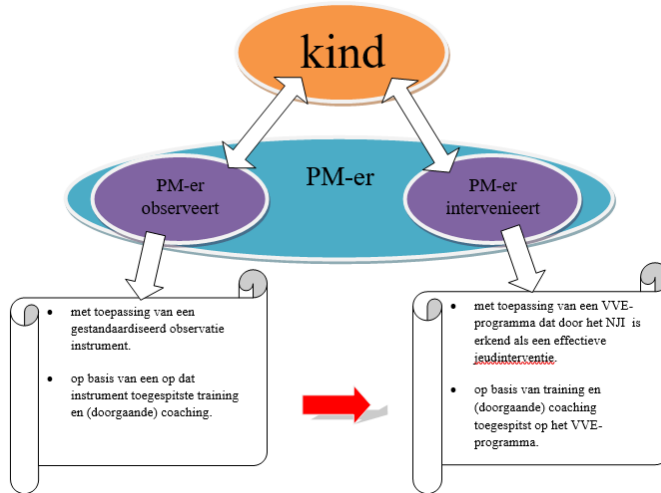 kind
PM-er
PM-er
observeert
PM-er
intervenieert
• met toepassing van een
gestandaardiseerd observatie
instrument.
• op basis van een op dat
instrument toegespitste training
en (doorgaande) coaching.
• met toepassing van een VVE-
programma dat door het NJI is
erkend als een effectieve
jeudinterventie.
• op basis van training en
(doorgaande) coaching
toegespitst op het VVE-
programma.